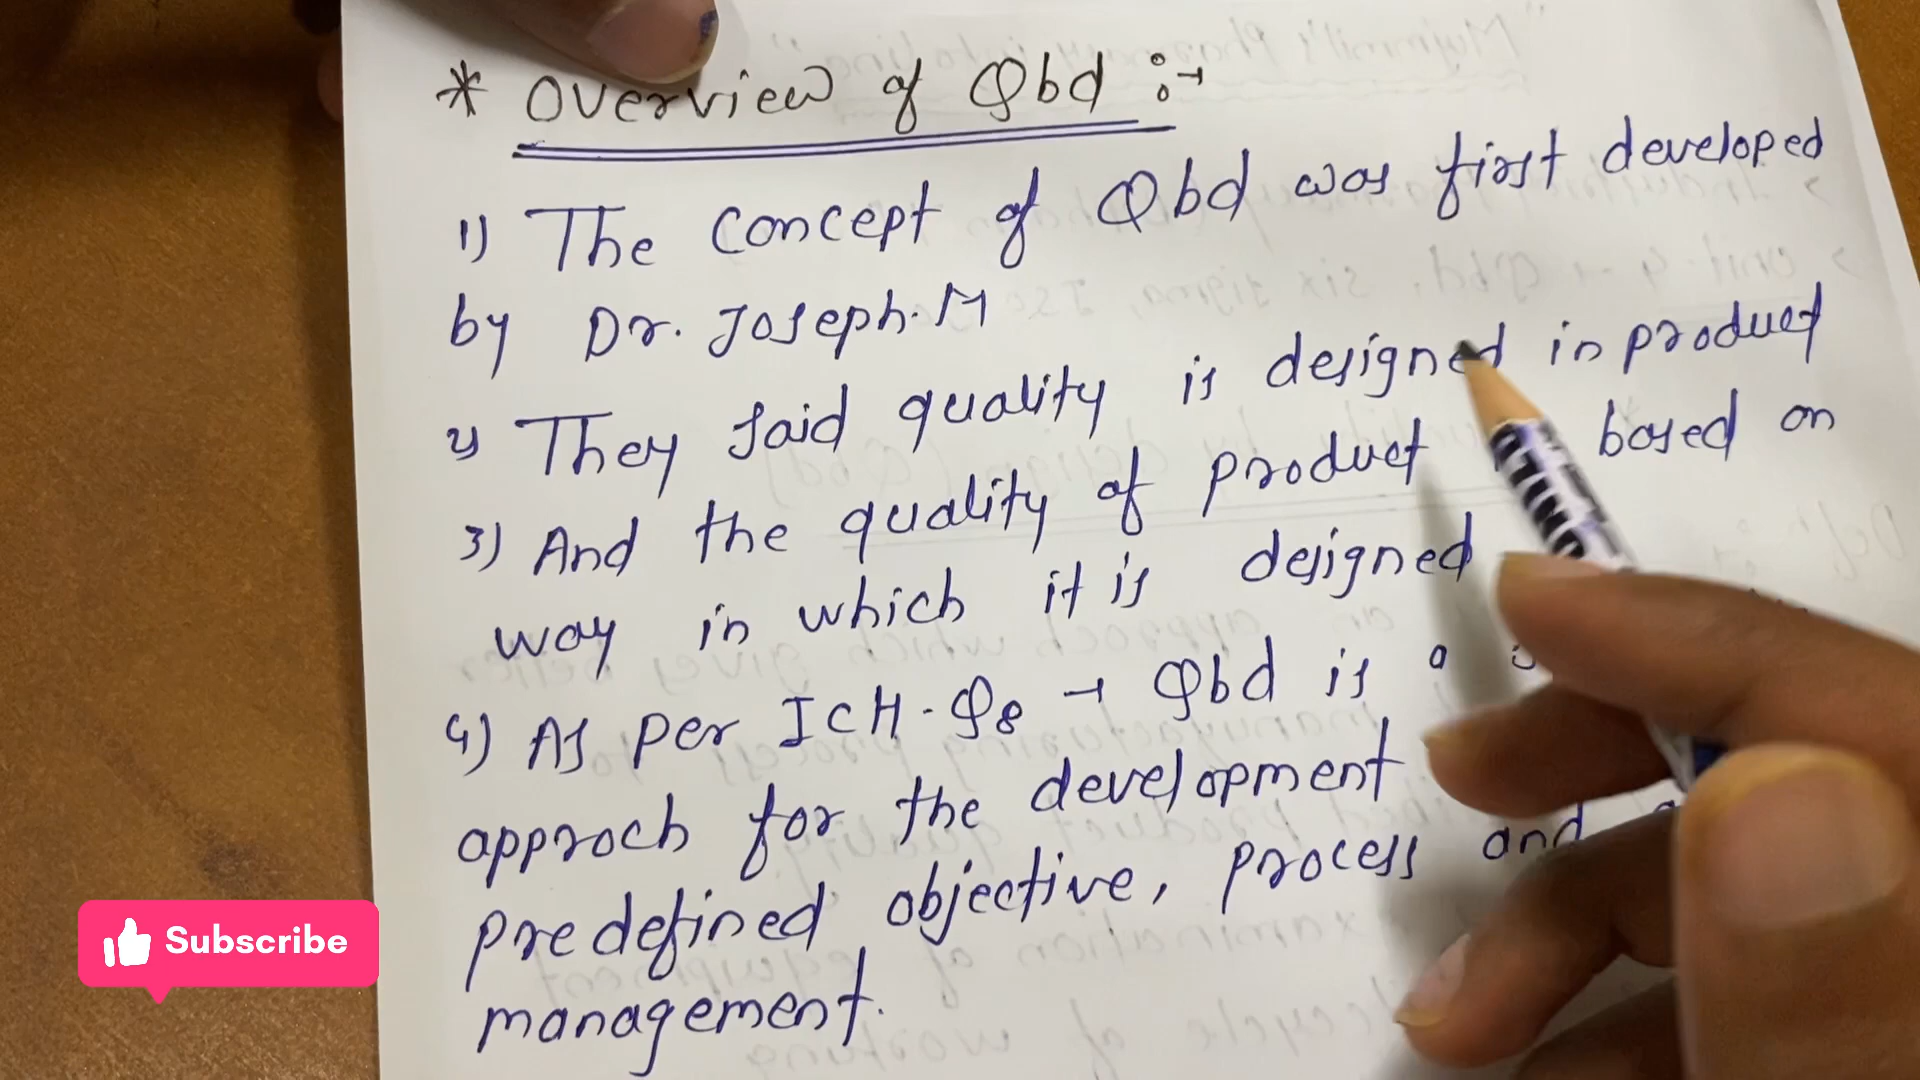 * Overview of Qbd :→
1) The concept of Qbd was first developed
by Dr. Joseph. M
2) They said quality is designed in product
3) And the quality of product based on
way in which it is designed
4) As per ICH-Q8 → Qbd is a
approch for the development
predefined objective, process and
management.
Subscribe